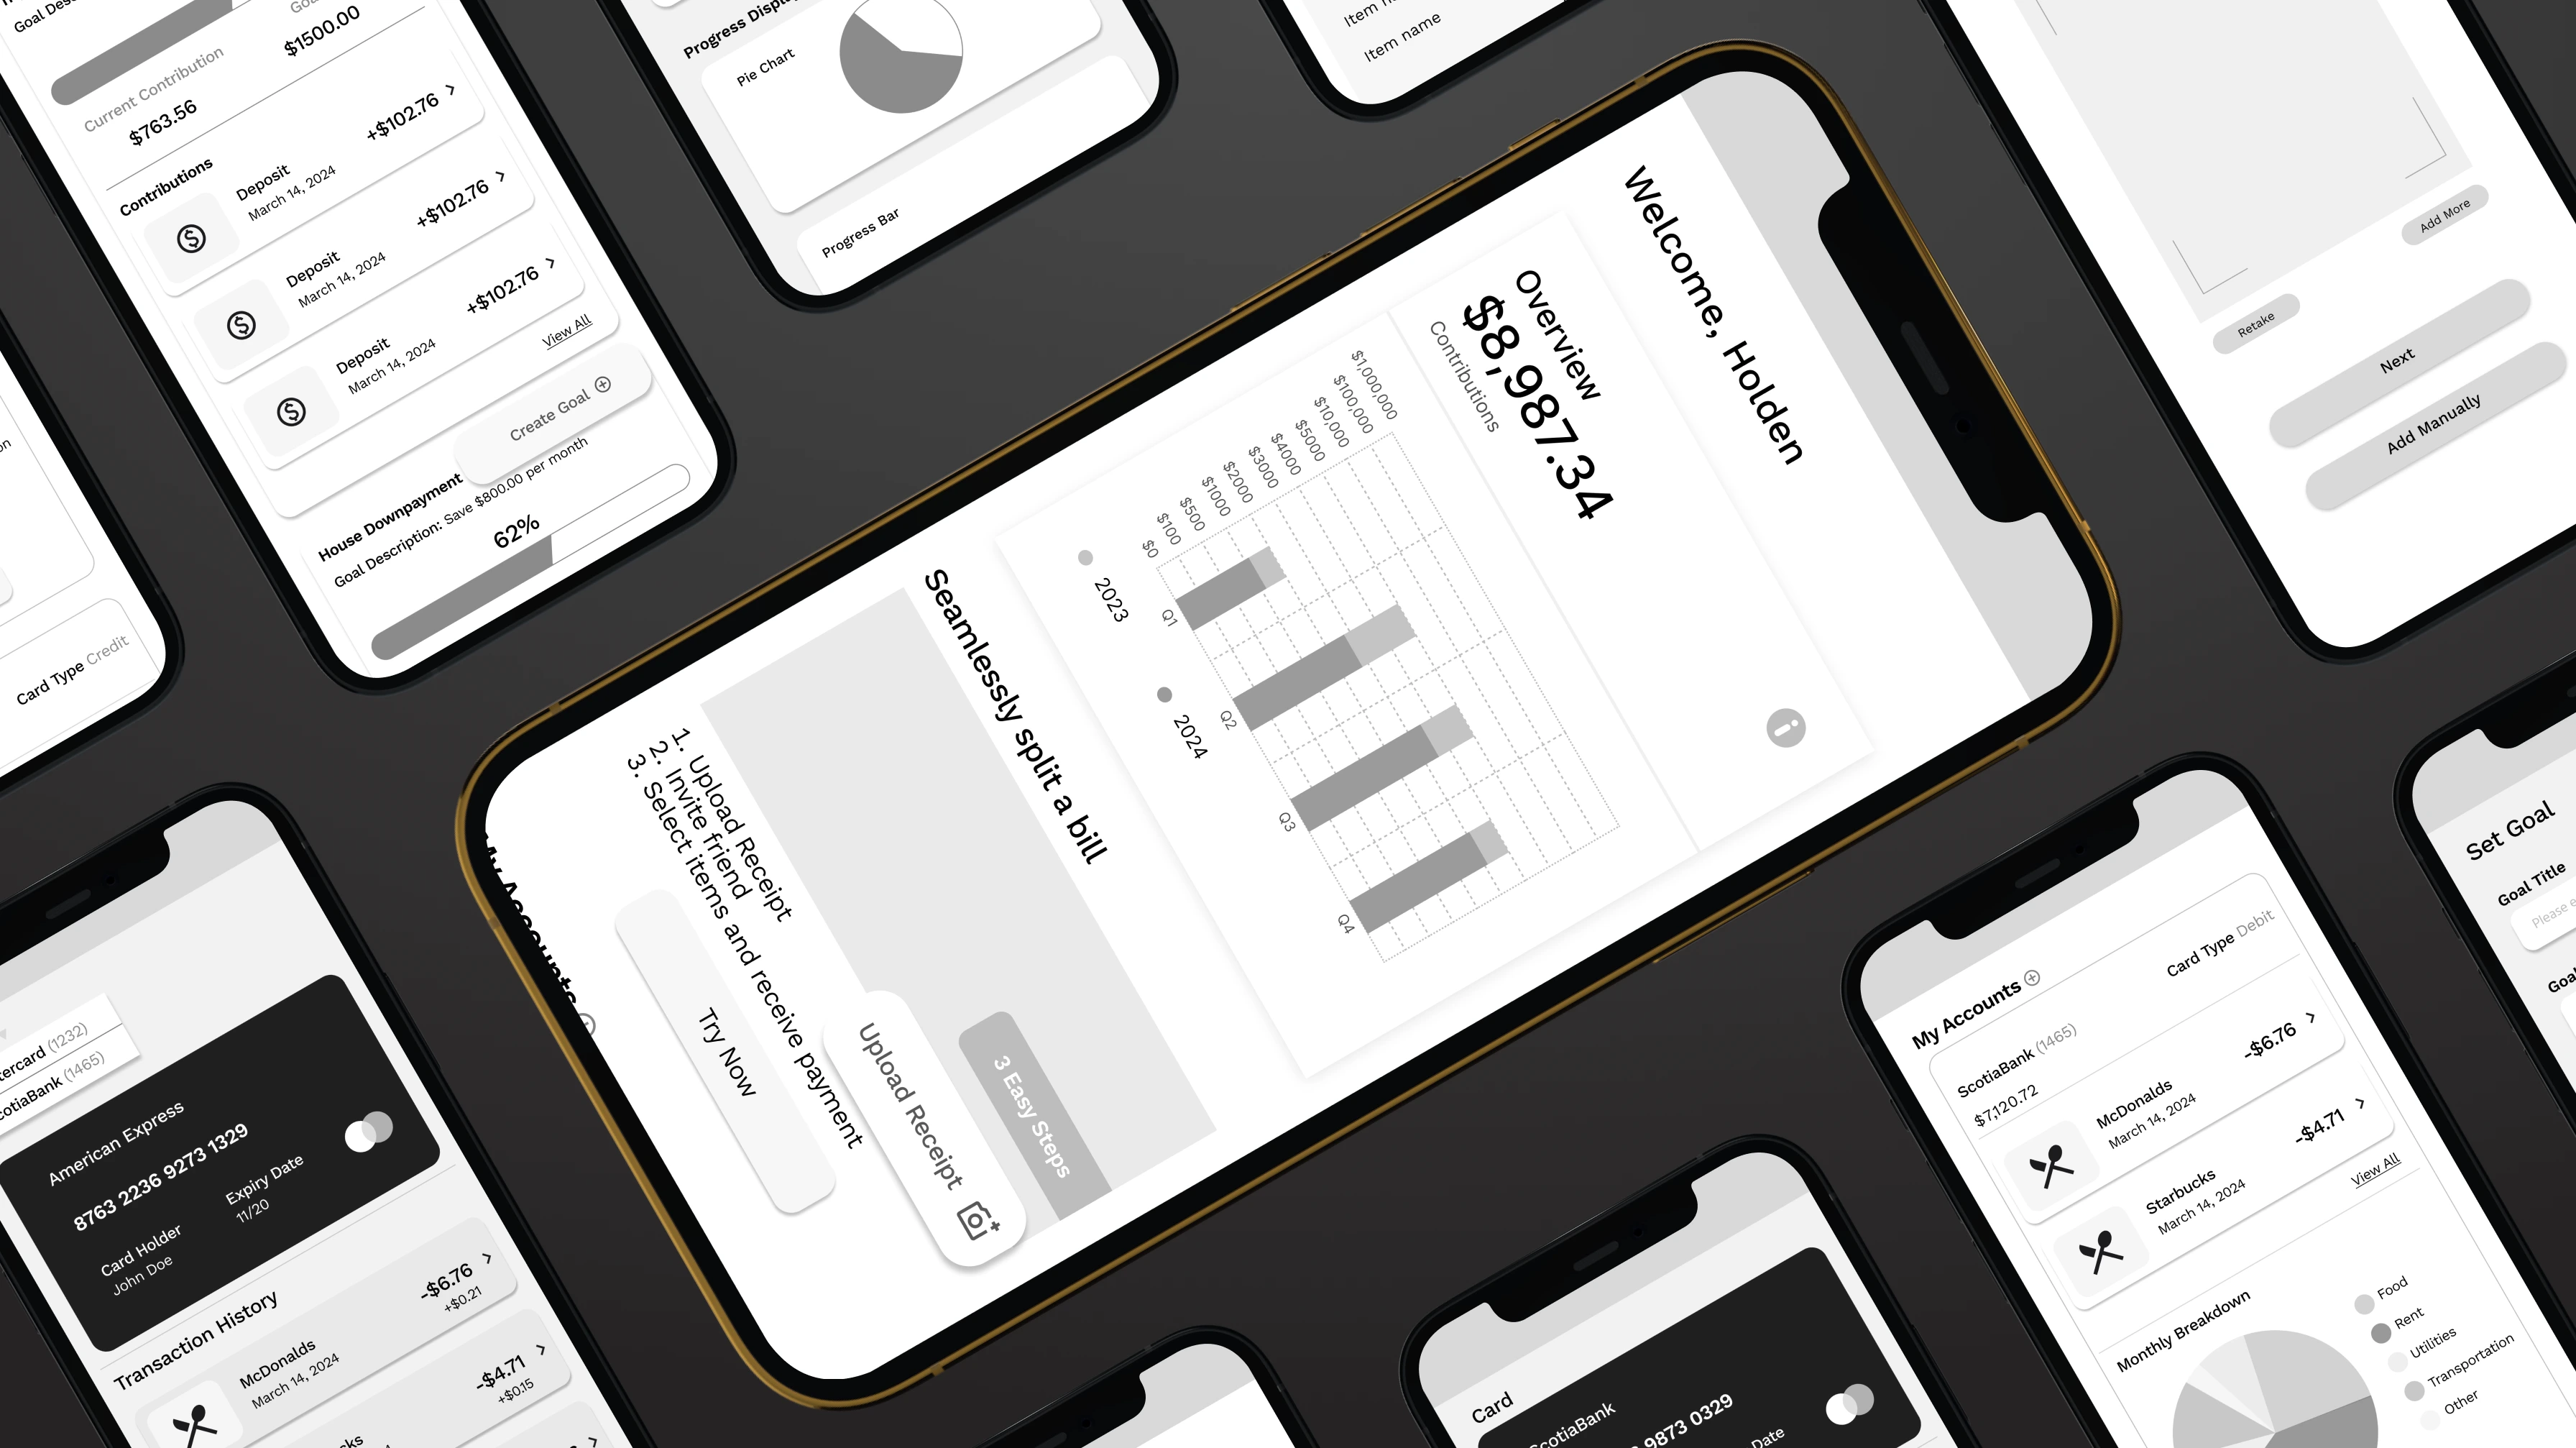 Goal Desc
$1500.00
Current Contribution
$763.56
Contributions
Deposit
March 14, 2024
+$102.76
Deposit
March 14, 2024
+$102.76
Deposit
March 14, 2024
+$102.76
View All
Create Goal
House Downpayment
Goal Description: Save $800.00 per month
62%
Card Type Credit
Progress Displa
Pie Chart
Progress Bar
Item na
Item name
Add More
Retake
Next
Add Manually
Welcome, Holden
Overview
$8,987.34
Contributions
$1,000,000
$100,000
$10,000
$5000
$4000
$3000
$2000
$1000
$500
$100
$0
Q1
Q2
Q3
Q4
2023
2024
Seamlessly split a bill
3 Easy Steps
1. Upload Receipt
2. Invite friend
3. Select items and receive payment
Upload Receipt
Try Now
My Accounts
tercard (1232)
cotiaBank (1465)
American Express
8763 2236 9273 1329
Expiry Date
11/20
Card Holder
John Doe
Transaction History
McDonalds
March 14, 2024
-$6.76
+$0.21
-$4.71
+$0.15
cks
Card
ScotiaBank
9873 0329
Date
My Accounts
Card Type Debit
ScotiaBank (1465)
$7,120.72
McDonalds
March 14, 2024
-$6.76
Starbucks
March 14, 2024
-$4.71
View All
Monthly Breakdown
Food
Rent
Utilities
Transportation
Other
Set Goal
Goal Title
Please e
Goal